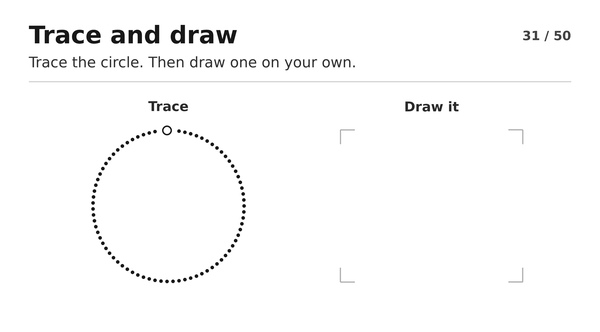 Trace and draw
31 / 50
Trace the circle. Then draw one on your own.
Trace
Draw it